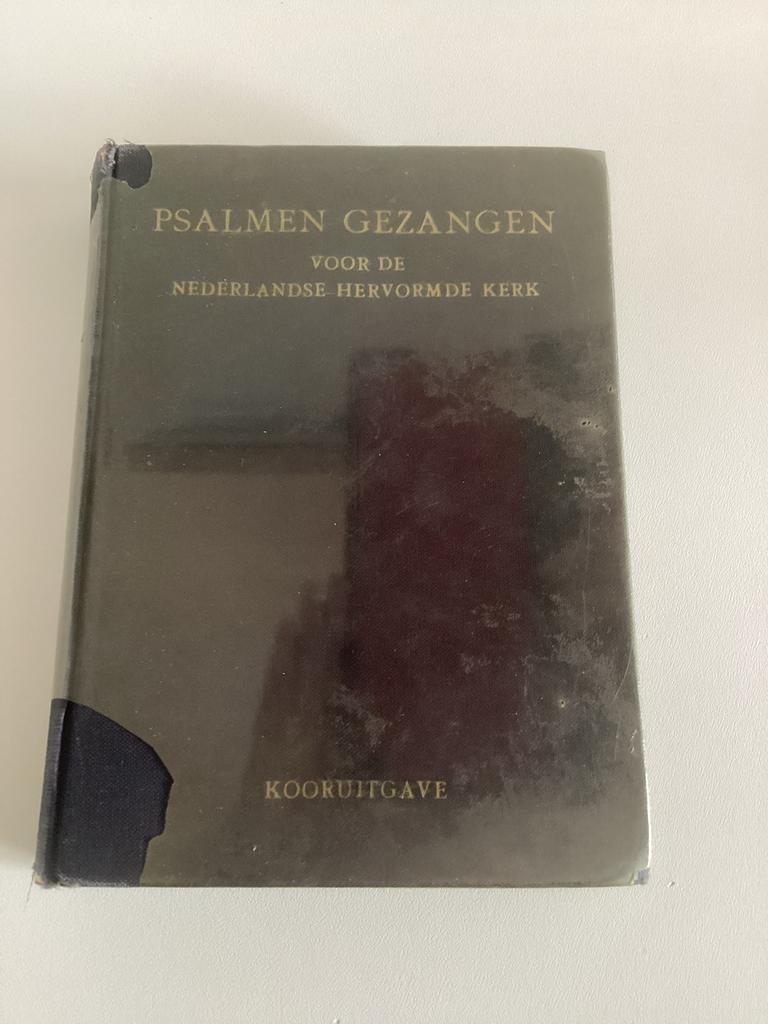 PSALMEN GEZANGEN
VOOR DE
NEDERLANDSE HERVORMDE KERK
KOORUITGAVE